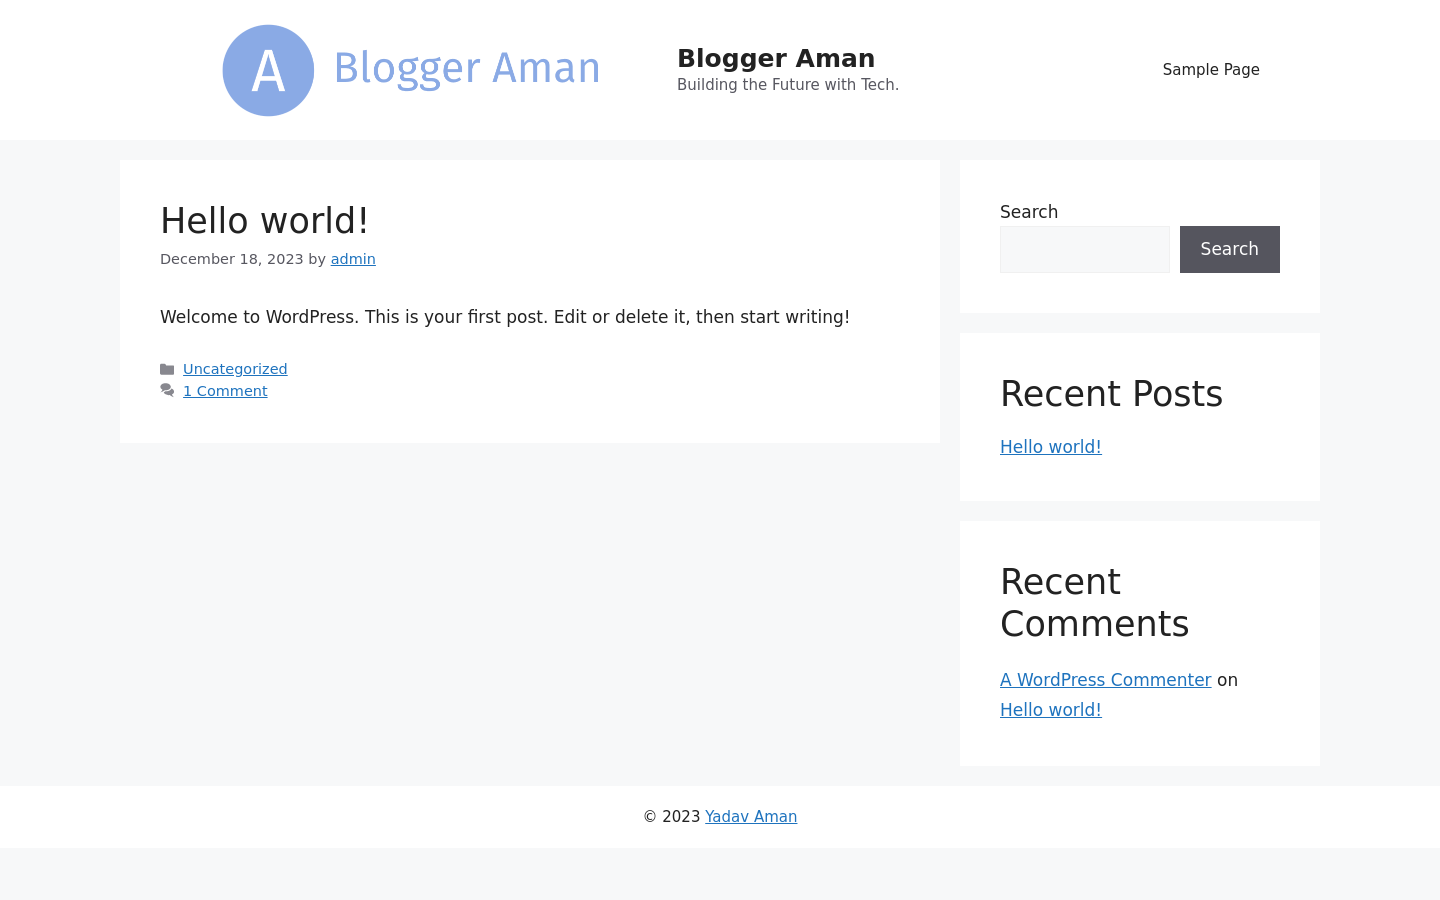 A Blogger Aman
Blogger Aman
Building the Future with Tech.
Sample Page
Hello world!
December 18, 2023 by admin
Welcome to WordPress. This is your first post. Edit or delete it, then start writing!
Uncategorized
1 Comment
Search
Search
Recent Posts
Hello world!
Recent
Comments
A WordPress Commenter on
Hello world!
© 2023 Yadav Aman